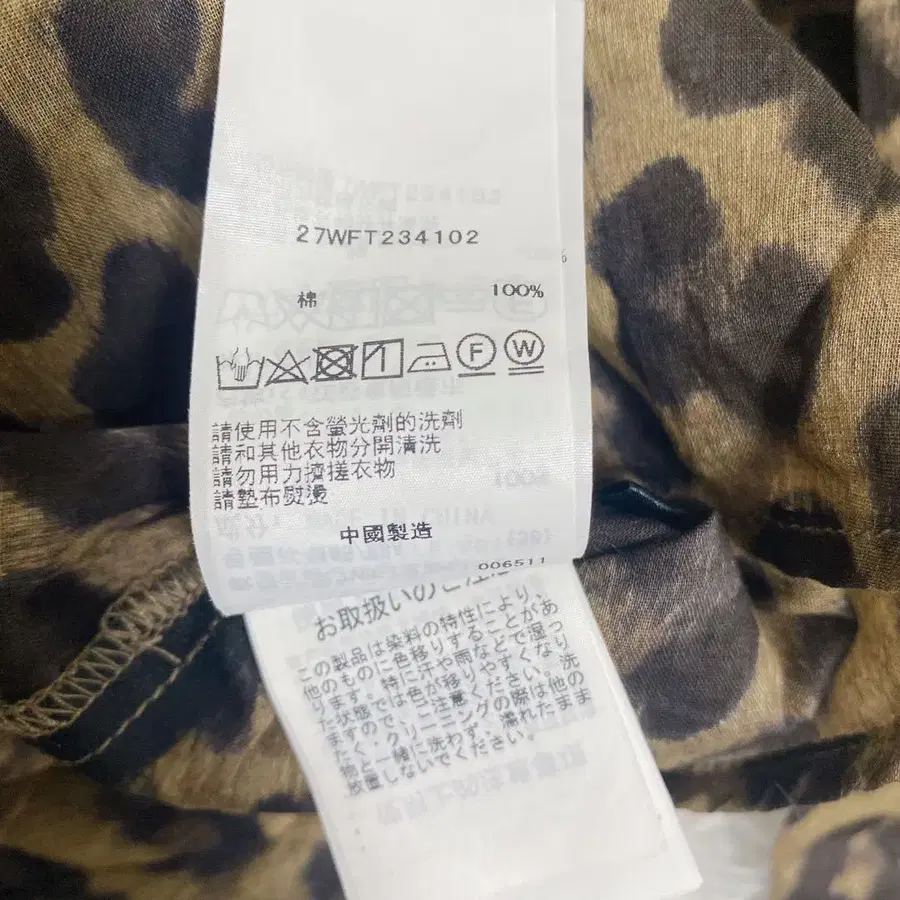 27WFT234102
棉 100%
F W
請使用不含螢光劑的洗劑
請和其他衣物分開清洗
請勿用力擠搓衣物
請墊布熨燙
中國製造
006511
お取扱いのご注意
この製品は染料の特性により、
他のものに色移りすることがあ
ります。特に汗や雨などで湿っ
た状態では色が移りやすくなり
ますので、ご注意ください。
また、クリーニングの際は他の洗
物と一緒に洗わず、濡れたまま
放置しないでください。